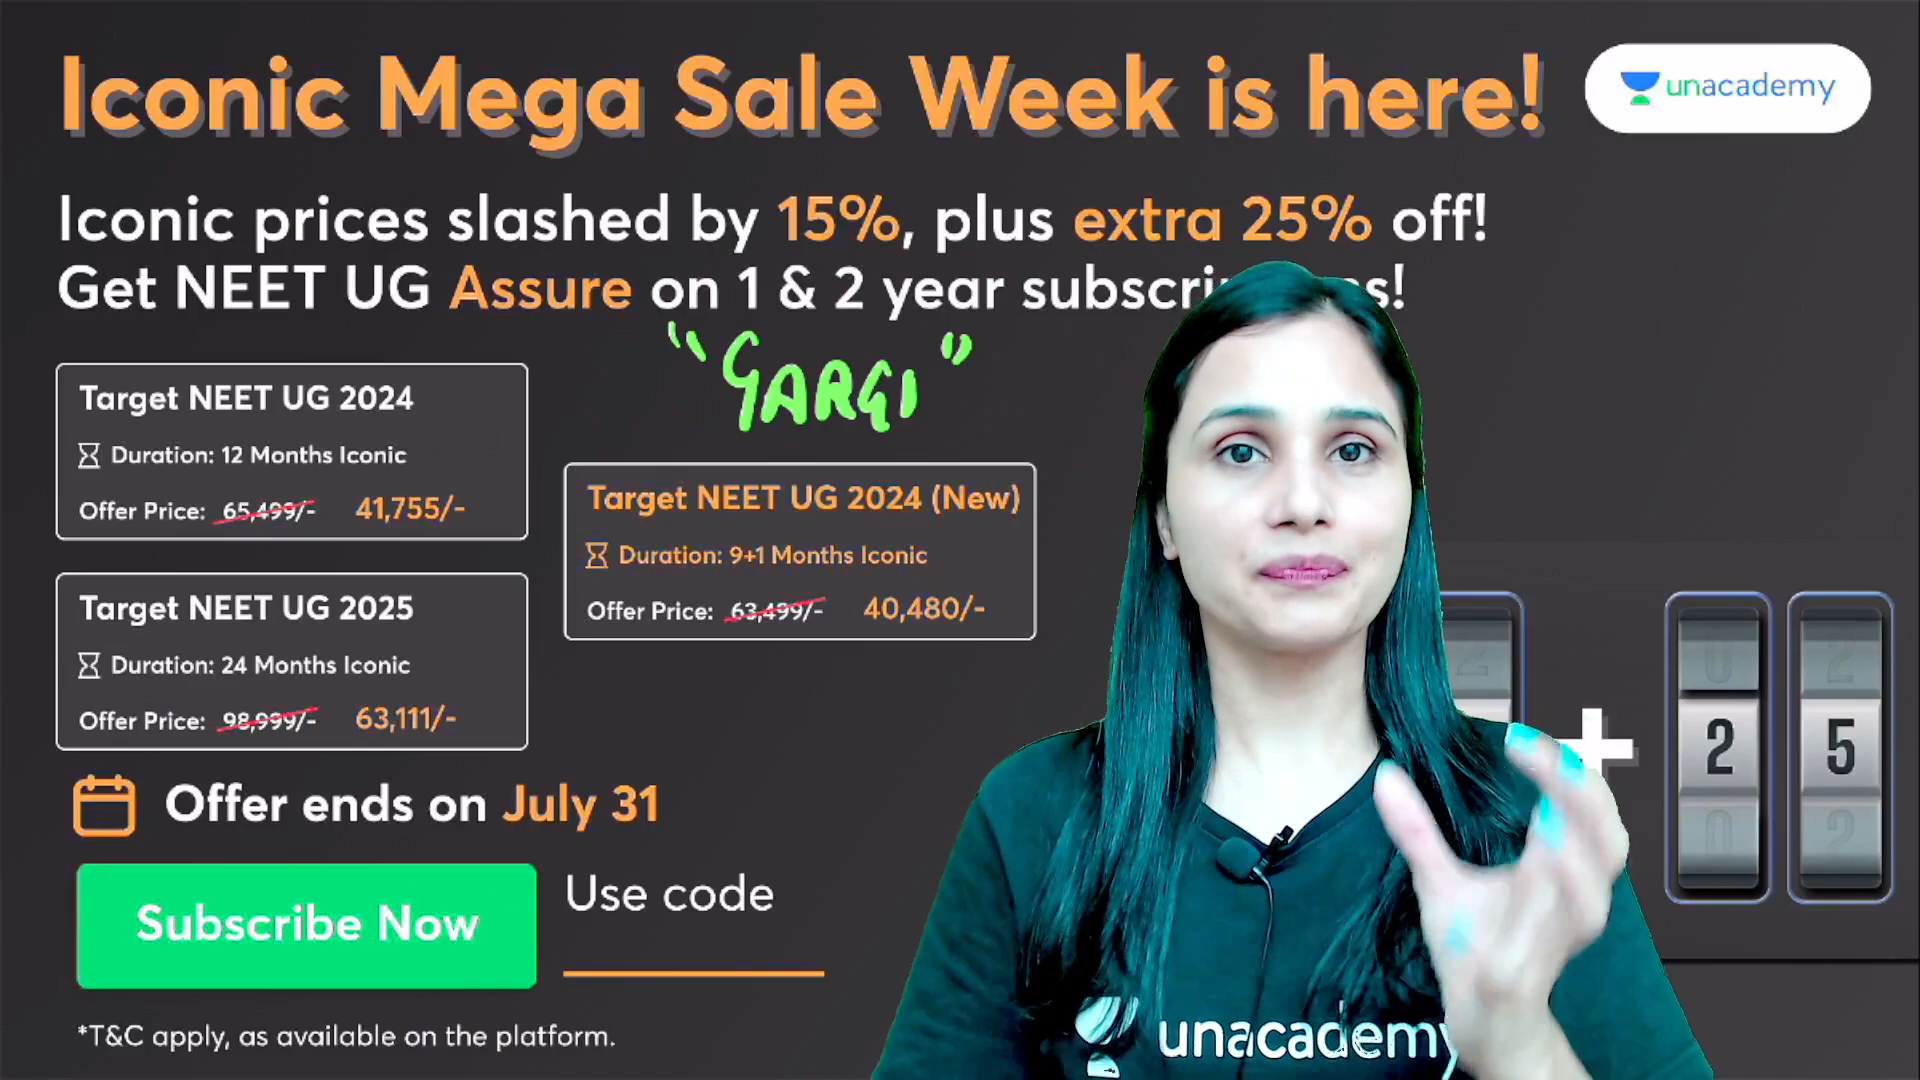 Iconic Mega Sale Week is here!
unacademy
Iconic prices slashed by 15%, plus extra 25% off!
Get NEET UG Assure on 1 & 2 year
"GARGI"
Target NEET UG 2024
Duration: 12 Months Iconic
Offer Price: 65,499/- 41,755/-
Target NEET UG 2024 (New)
Duration: 9+1 Months Iconic
Offer Price: 63,499/- 40,480/-
Target NEET UG 2025
Duration: 24 Months Iconic
Offer Price: 98,999/- 63,111/-
+ 2 5
Offer ends on July 31
Subscribe Now
Use code
*T&C apply, as available on the platform.
unacademy